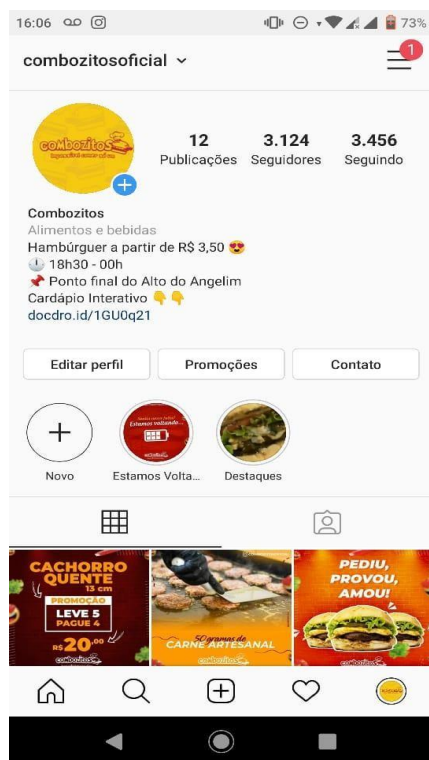 16:06
73%
combozitosoficial
1
combozitos
12
Publicações
3.124
Seguidores
3.456
Seguindo
Combozitos
Alimentos e bebidas
Hambúrguer a partir de R$ 3,50 😍
🕛 18h30 - 00h
📌 Ponto final do Alto do Angelim
Cardápio Interativo 👇 👇
docdro.id/1GU0q21
Editar perfil
Promoções
Contato
Estamos voltando...
Novo
Estamos Volta...
Destaques
CACHORRO
QUENTE
13 cm
PROMOÇÃO
LEVE 5
PAGUE 4
R$20,00
combozitos
50 gramas de
CARNE ARTESANAL
combozitos
PEDIU,
PROVOU,
AMOU!
combozitos